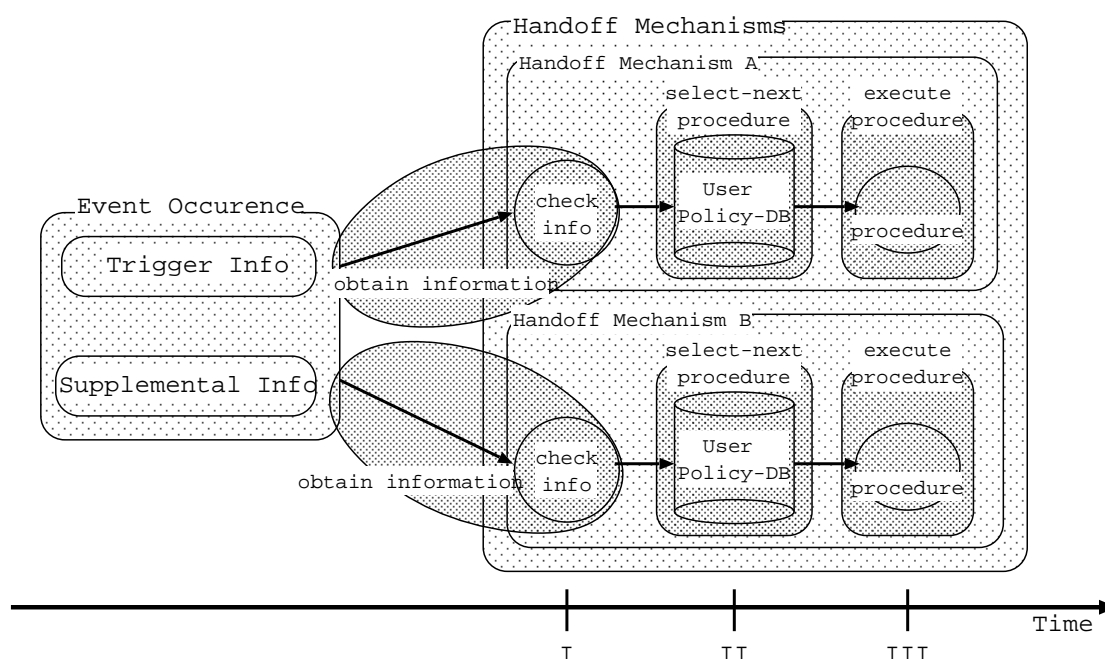 Handoff Mechanisms
Handoff Mechanism A
select-next
procedure
execute
procedure
Event Occurence
Trigger Info
Supplemental Info
obtain information
check
info
User
Policy-DB
procedure
Handoff Mechanism B
select-next
procedure
execute
procedure
obtain information
check
info
User
Policy-DB
procedure
Time
I
II
III